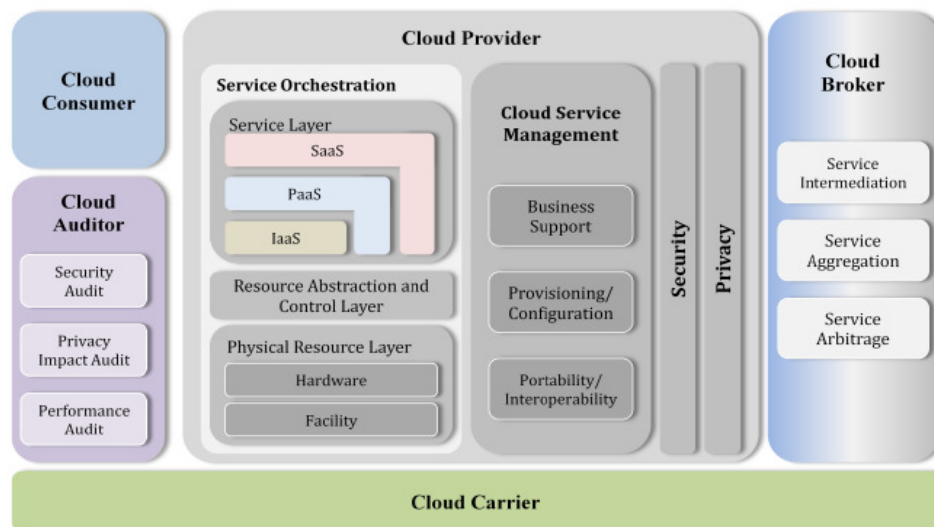 Cloud
Consumer
Cloud
Auditor
Security
Audit
Privacy
Impact Audit
Performance
Audit
Cloud Provider
Service Orchestration
Service Layer
SaaS
PaaS
IaaS
Resource Abstraction and
Control Layer
Physical Resource Layer
Hardware
Facility
Cloud Service
Management
Business
Support
Provisioning/
Configuration
Portability/
Interoperability
Security
Privacy
Cloud
Broker
Service
Intermediation
Service
Aggregation
Service
Arbitrage
Cloud Carrier